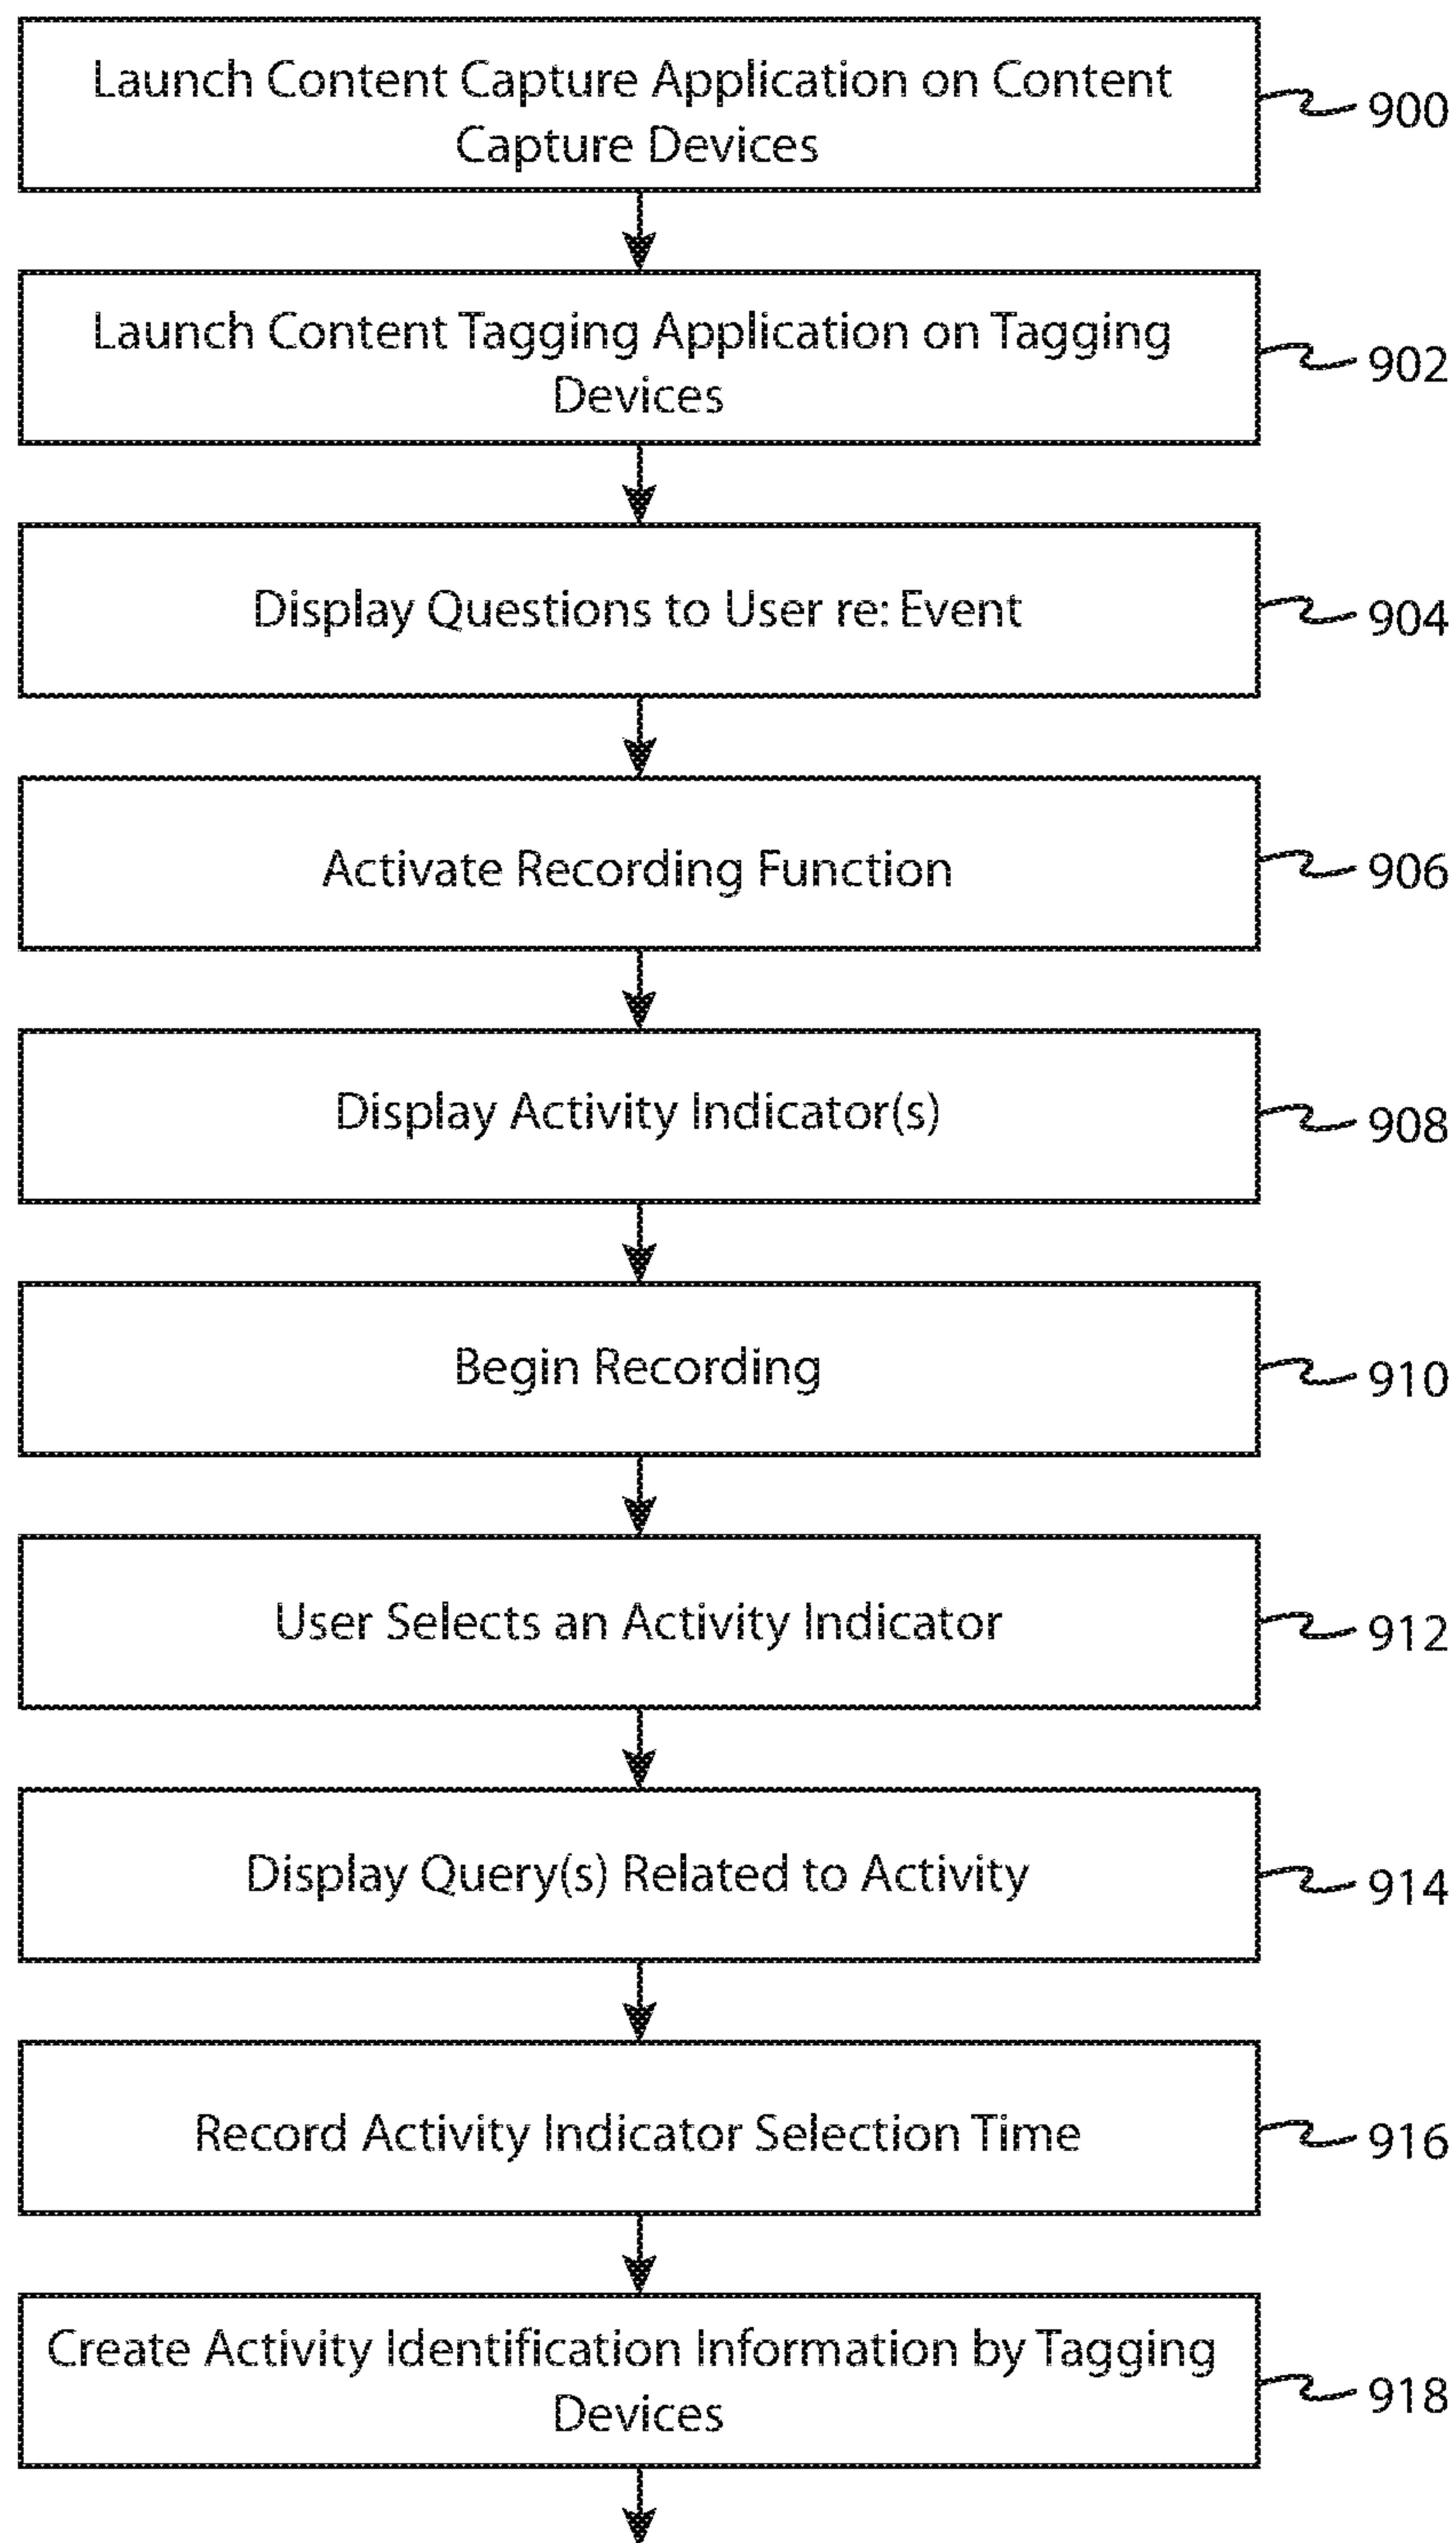 Launch Content Capture Application on Content
Capture Devices
900
Launch Content Tagging Application on Tagging
Devices
902
Display Questions to User re: Event
904
Activate Recording Function
906
Display Activity Indicator(s)
908
Begin Recording
910
User Selects an Activity Indicator
912
Display Query(s) Related to Activity
914
Record Activity Indicator Selection Time
916
Create Activity Identification Information by Tagging
Devices
918